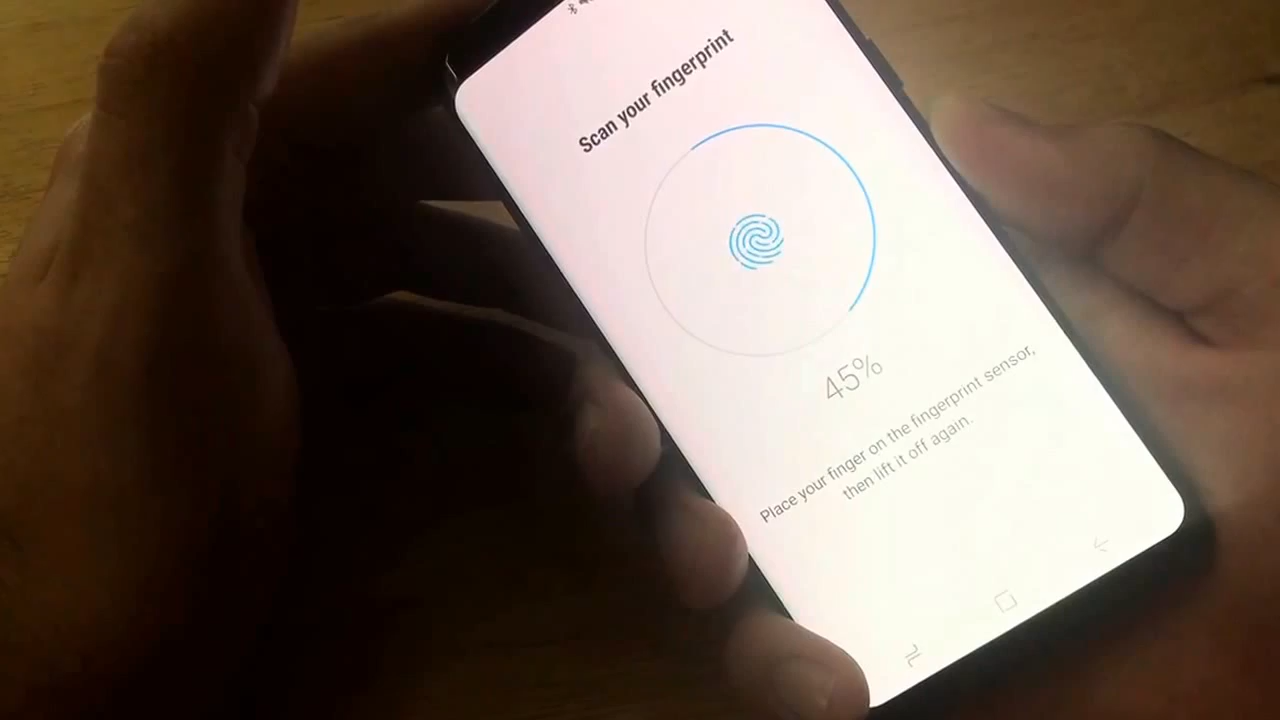 Scan your fingerprint
45%
Place your finger on the fingerprint sensor,
then lift it off again.